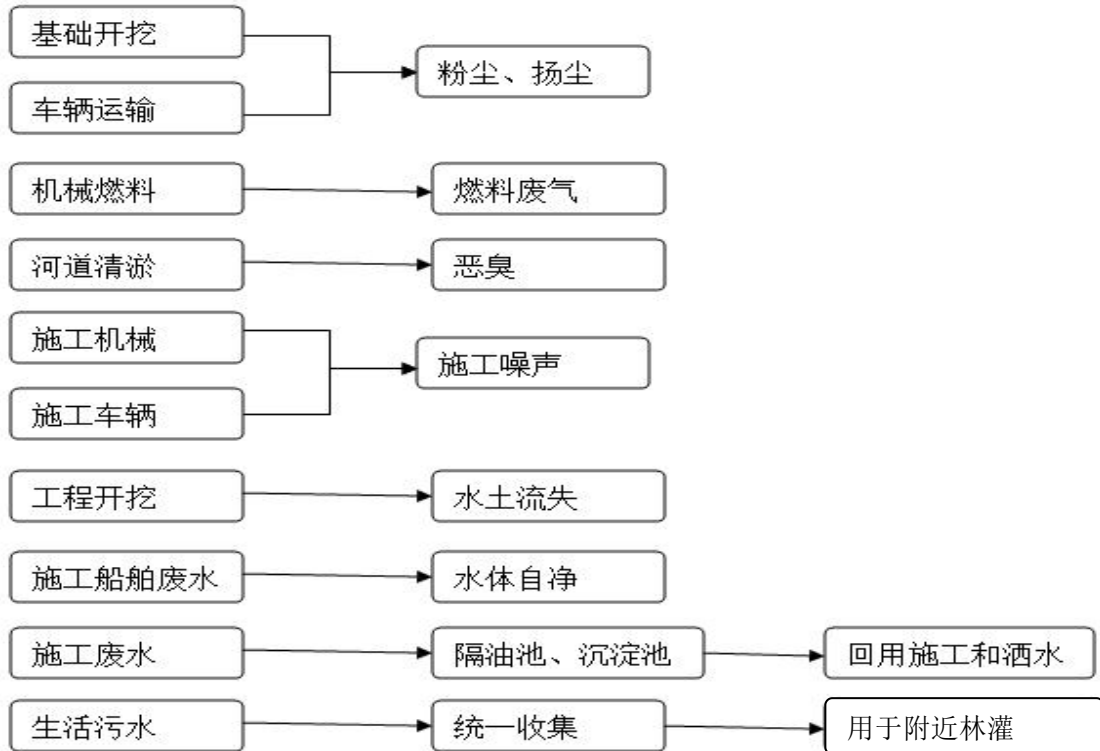 基础开挖
粉尘、扬尘
车辆运输
机械燃料 燃料废气
河道清淤 恶臭
施工机械
施工噪声
施工车辆
工程开挖 水土流失
施工船舶废水 水体自净
施工废水 隔油池、沉淀池 回用施工和洒水
生活污水 统一收集 用于附近林灌